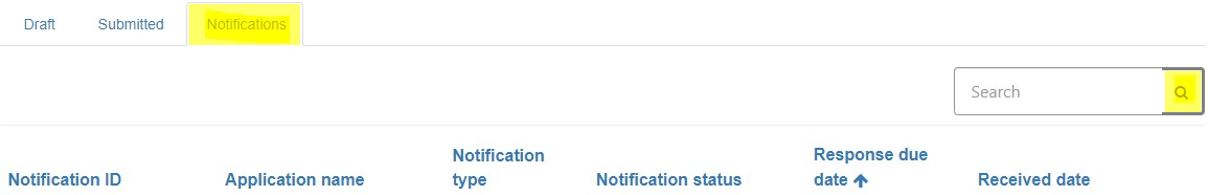 Draft Submitted Notifications
Search
Notification ID Application name Notification type Notification status Response due date Received date